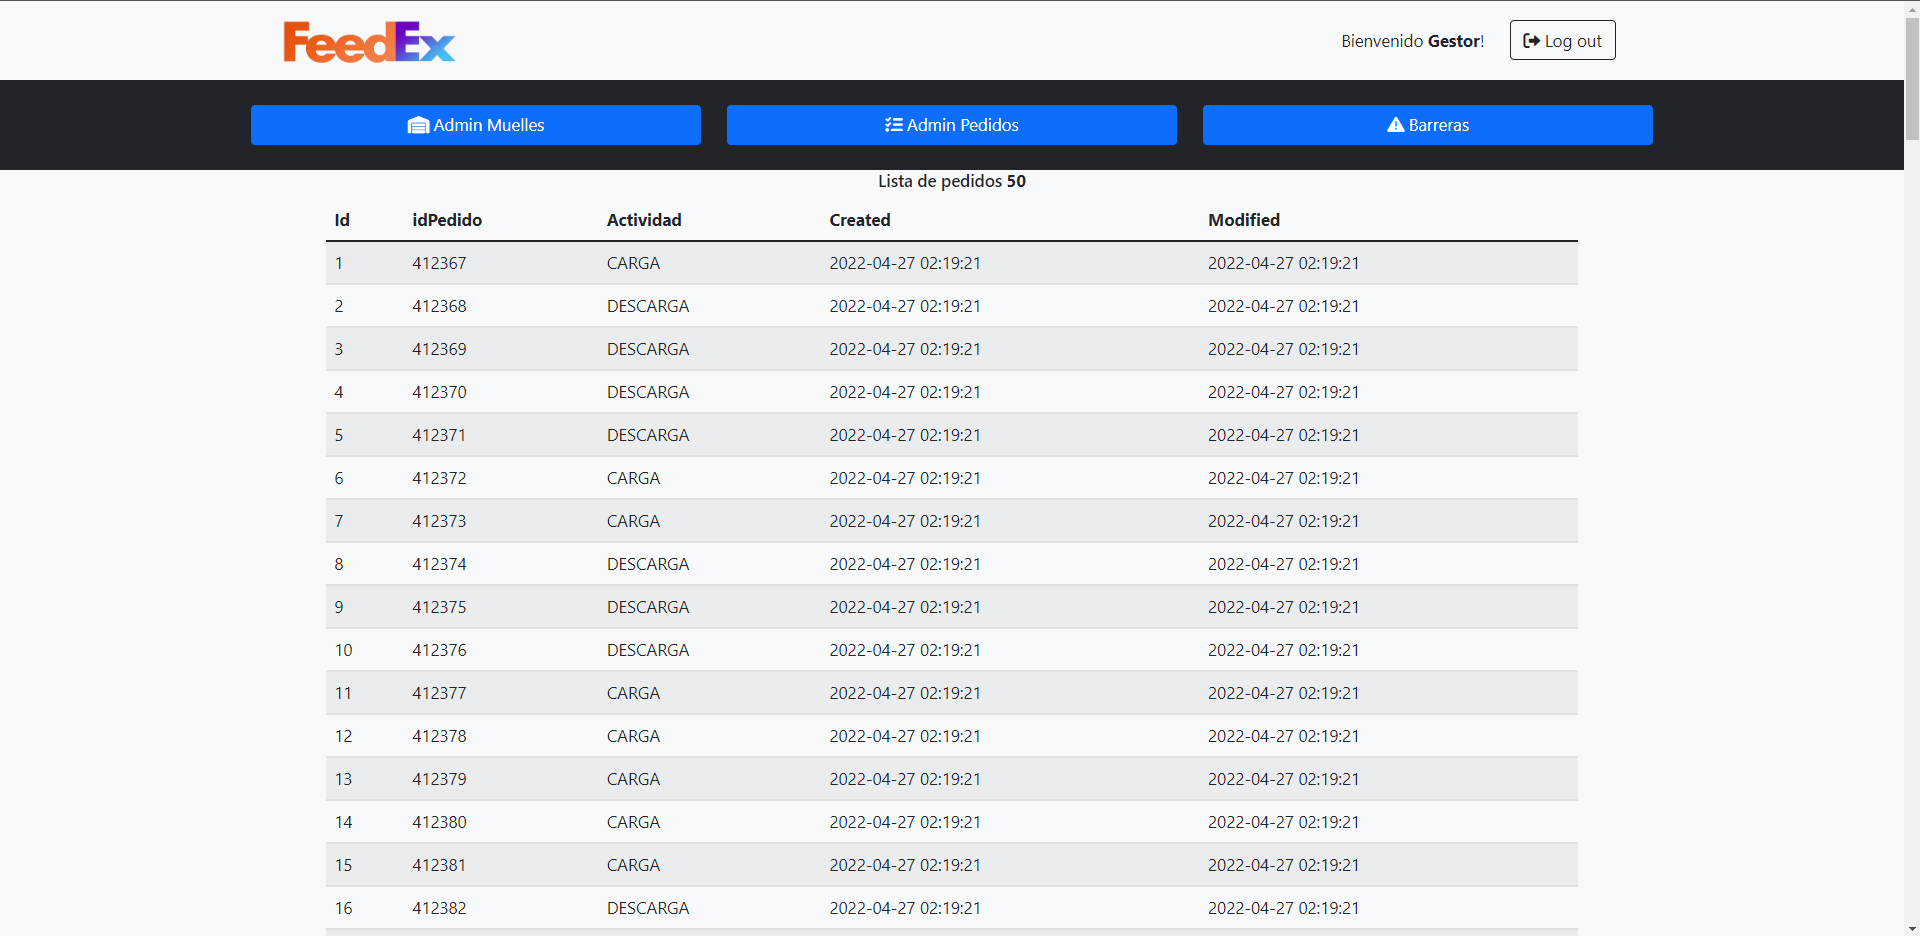 FeedEx
Bienvenido Gestor!
Log out
Admin Muelles
Admin Pedidos
Barreras
Lista de pedidos 50
Id idPedido Actividad Created Modified
1 412367 CARGA 2022-04-27 02:19:21 2022-04-27 02:19:21
2 412368 DESCARGA 2022-04-27 02:19:21 2022-04-27 02:19:21
3 412369 DESCARGA 2022-04-27 02:19:21 2022-04-27 02:19:21
4 412370 DESCARGA 2022-04-27 02:19:21 2022-04-27 02:19:21
5 412371 DESCARGA 2022-04-27 02:19:21 2022-04-27 02:19:21
6 412372 CARGA 2022-04-27 02:19:21 2022-04-27 02:19:21
7 412373 CARGA 2022-04-27 02:19:21 2022-04-27 02:19:21
8 412374 DESCARGA 2022-04-27 02:19:21 2022-04-27 02:19:21
9 412375 DESCARGA 2022-04-27 02:19:21 2022-04-27 02:19:21
10 412376 DESCARGA 2022-04-27 02:19:21 2022-04-27 02:19:21
11 412377 CARGA 2022-04-27 02:19:21 2022-04-27 02:19:21
12 412378 CARGA 2022-04-27 02:19:21 2022-04-27 02:19:21
13 412379 CARGA 2022-04-27 02:19:21 2022-04-27 02:19:21
14 412380 CARGA 2022-04-27 02:19:21 2022-04-27 02:19:21
15 412381 CARGA 2022-04-27 02:19:21 2022-04-27 02:19:21
16 412382 DESCARGA 2022-04-27 02:19:21 2022-04-27 02:19:21